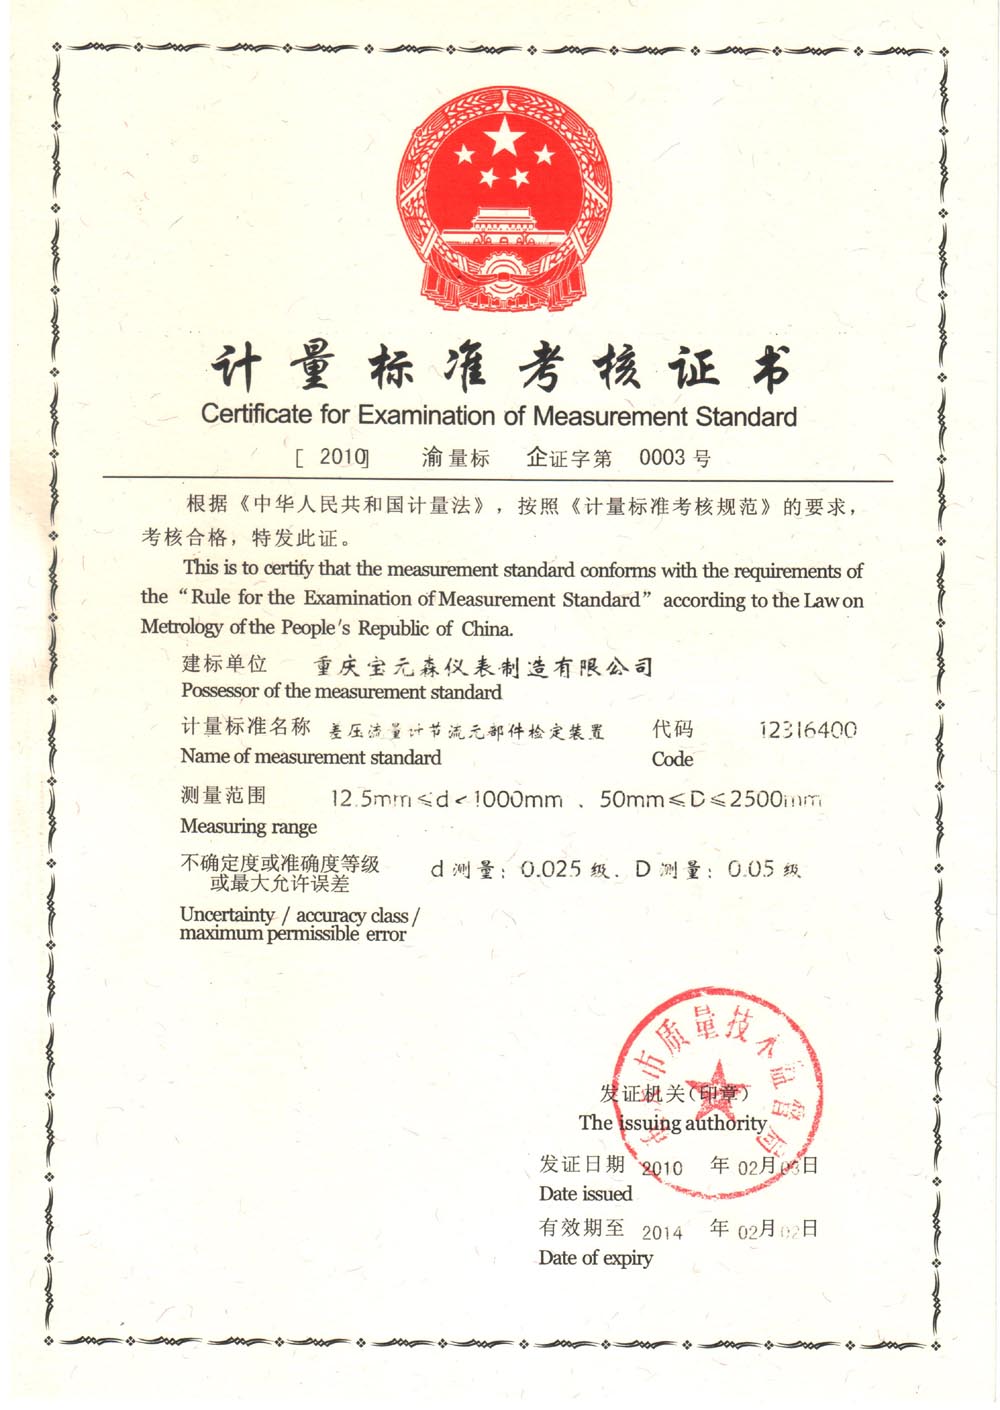 计量标准考核证书
Certificate for Examination of Measurement Standard
[ 2010] 渝量标 企证字第 0003 号
根据《中华人民共和国计量法》，按照《计量标准考核规范》的要求，
考核合格，特发此证。
This is to certify that the measurement standard conforms with the requirements of
the “Rule for the Examination of Measurement Standard” according to the Law on
Metrology of the People's Republic of China.
建标单位 重庆宝元森仪表制造有限公司
Possessor of the measurement standard
计量标准名称 差压流量计节流元部件检定装置 代码 12316400
Name of measurement standard Code
测量范围 12.5mm≤d<1000mm 、50mm≤D≤2500mm
Measuring range
不确定度或准确度等级 d 测量：0.025 级、D 测量：0.05 级
或最大允许误差
Uncertainty / accuracy class /
maximum permissible error
市质量技术监督局
发证机关（印章）
The issuing authority
发证日期 2010 年 02月 日
Date issued
有效期至 2014 年 02月02日
Date of expiry